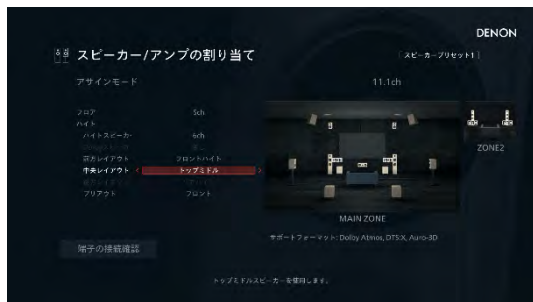 DENON
スピーカー/アンプの割り当て
[スピーカープリセット1]
アサインモード
11.1ch
フロア
5ch
ハイト
ハイトスピーカー
6ch
前方レイアウト
フロントハイト
中央レイアウト
トップミドル
プリアウト
フロント
ZONE2
MAIN ZONE
サポートフォーマット: Dolby Atmos, DTS:X, Auro-3D
端子の接続確認
トップミドルスピーカーを使用します。